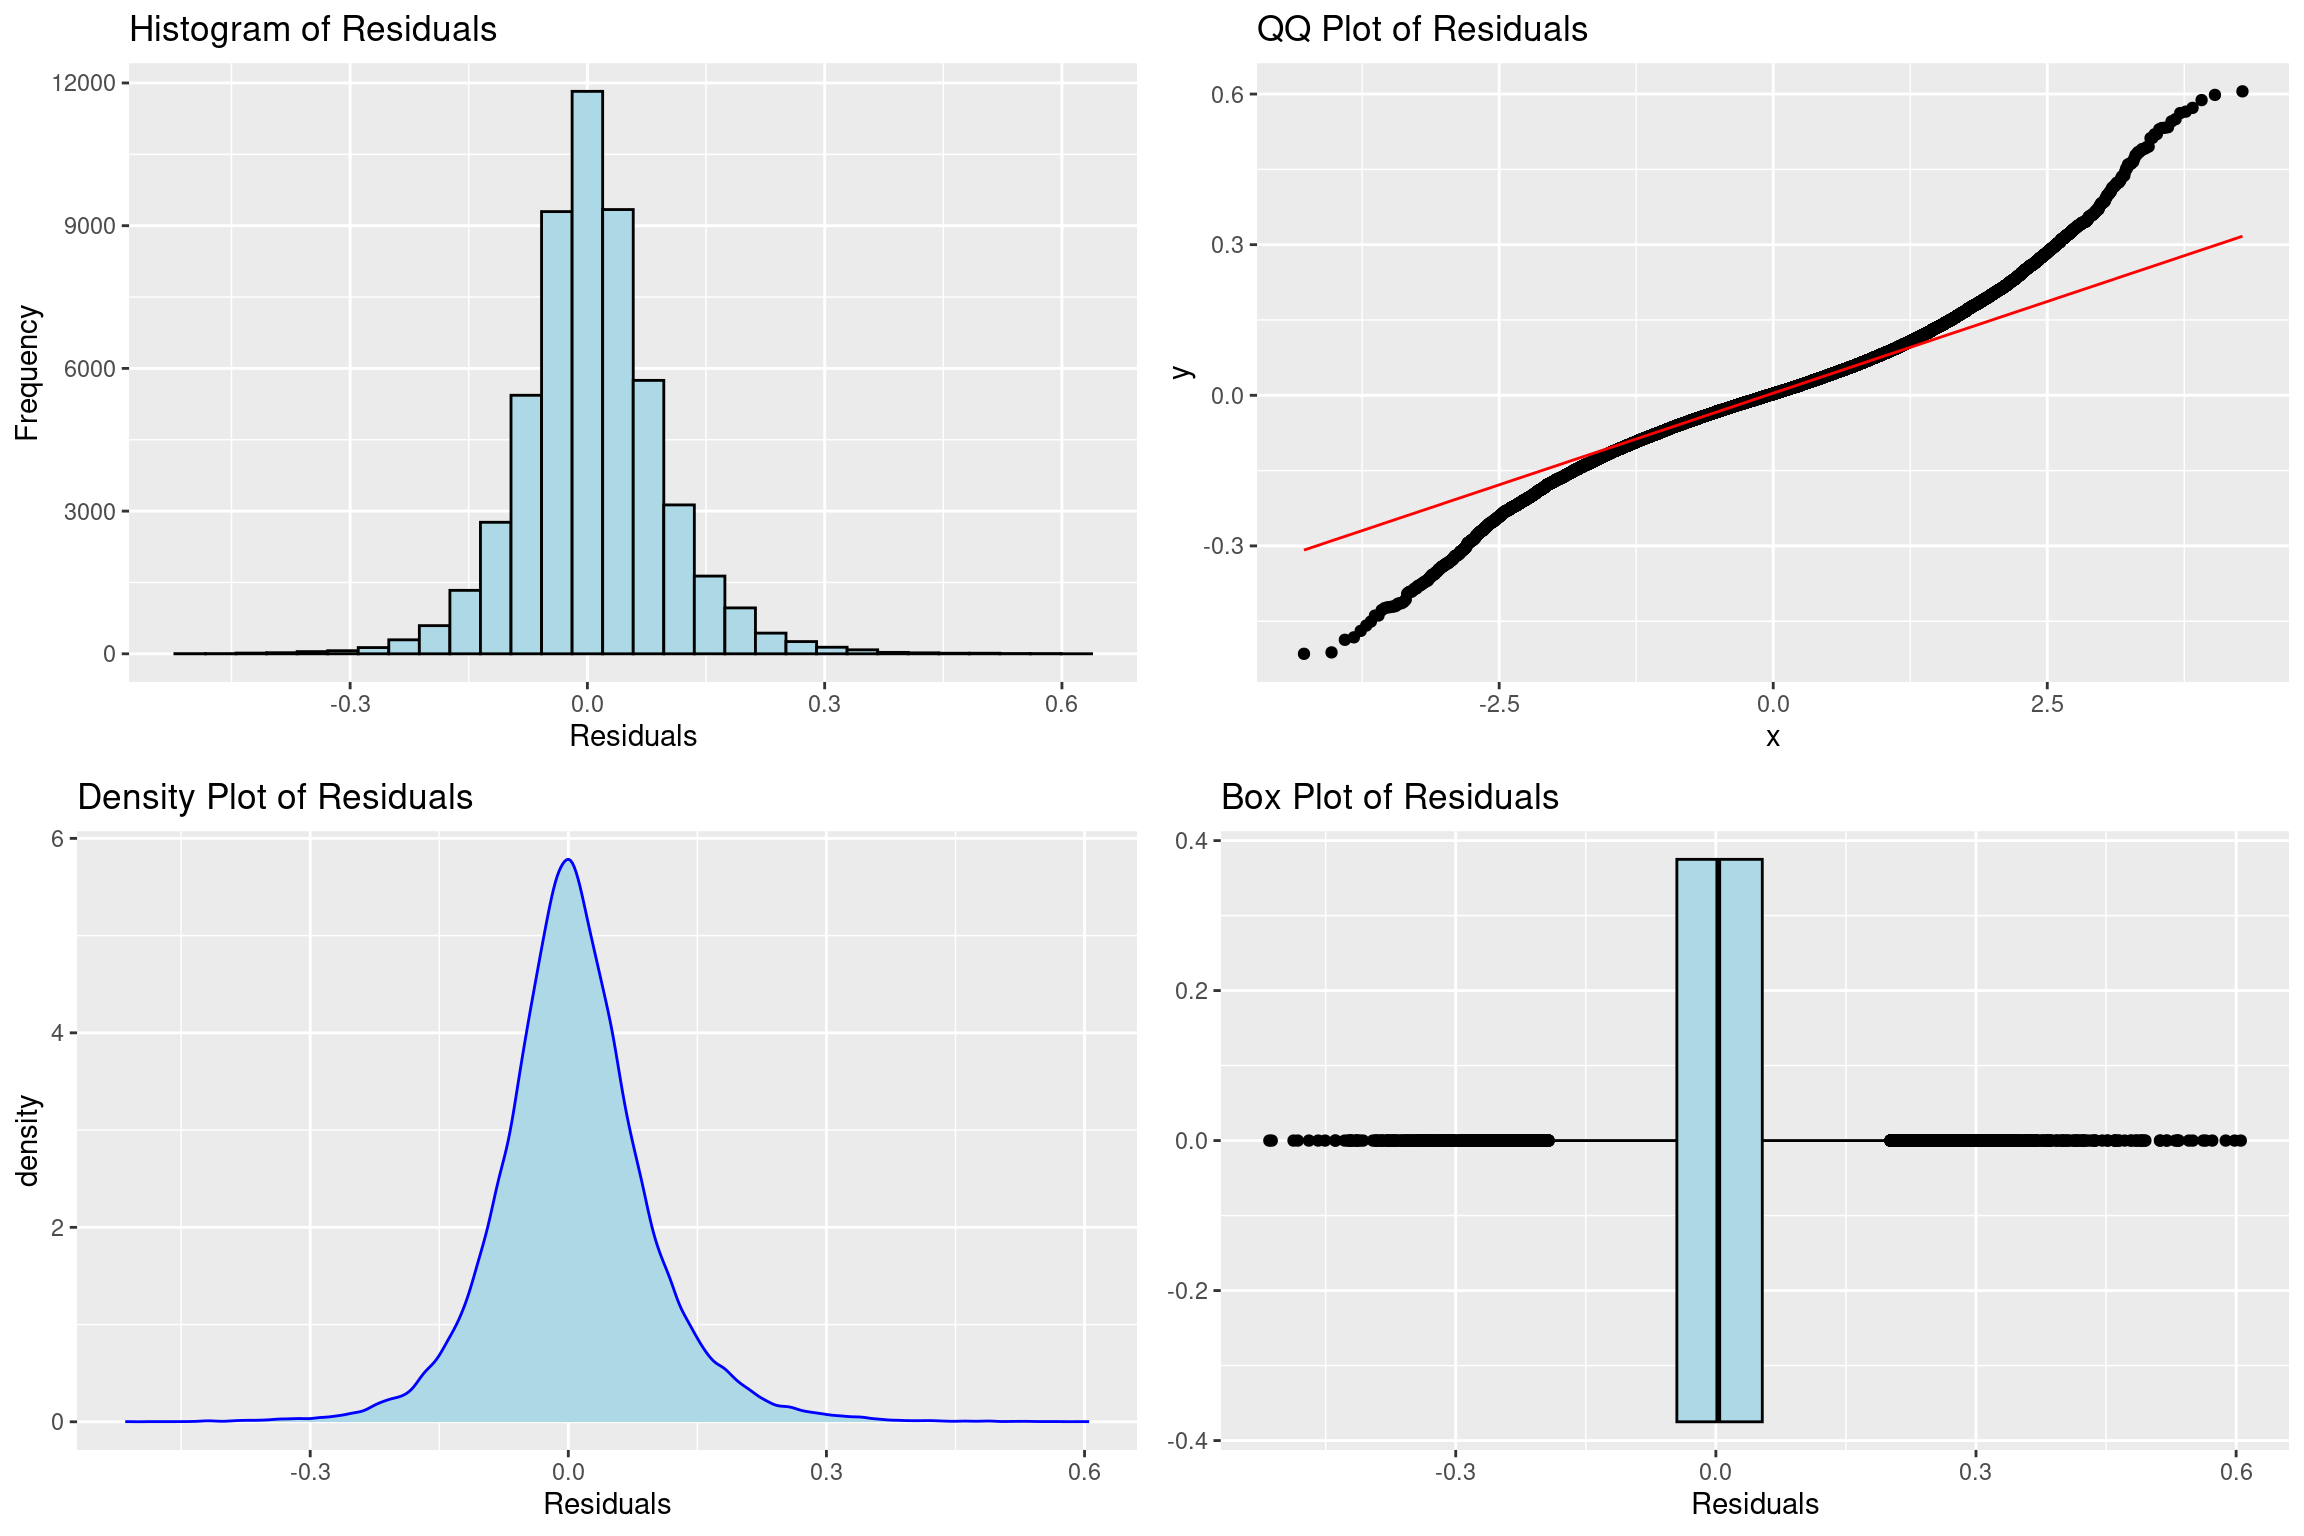 Histogram of Residuals
12000
9000
6000
3000
0
Frequency
-0.3 0.0 0.3 0.6
Residuals
QQ Plot of Residuals
0.6
0.3
0.0
-0.3
y
-2.5 0.0 2.5
x
Density Plot of Residuals
6
4
2
0
density
-0.3 0.0 0.3 0.6
Residuals
Box Plot of Residuals
0.4
0.2
0.0
-0.2
-0.4
-0.3 0.0 0.3 0.6
Residuals